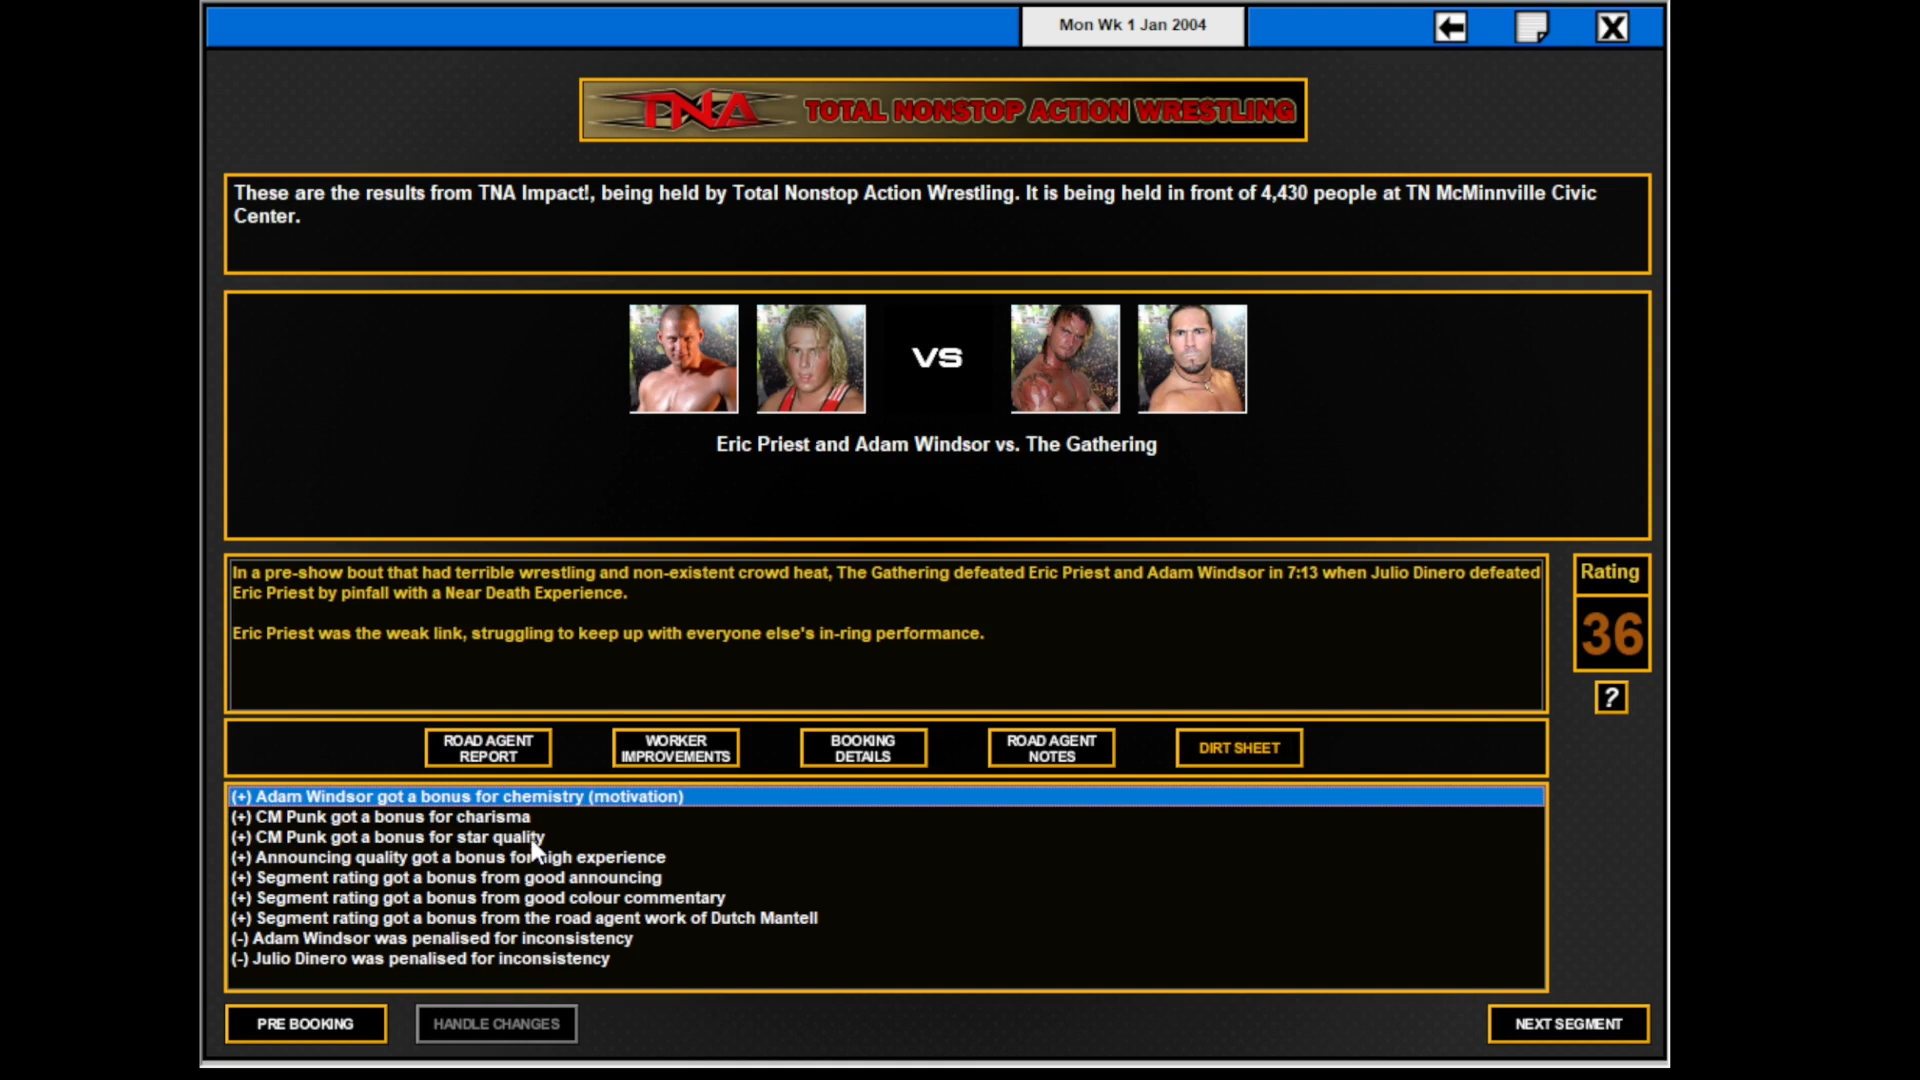 Mon Wk 1 Jan 2004
TNA TOTAL NONSTOP ACTION WRESTLING
These are the results from TNA Impact!, being held by Total Nonstop Action Wrestling. It is being held in front of 4,430 people at TN McMinnville Civic
Center.
VS
Eric Priest and Adam Windsor vs. The Gathering
In a pre-show bout that had terrible wrestling and non-existent crowd heat, The Gathering defeated Eric Priest and Adam Windsor in 7:13 when Julio Dinero defeated
Eric Priest by pinfall with a Near Death Experience.
Eric Priest was the weak link, struggling to keep up with everyone else's in-ring performance.
Rating
36
?
ROAD AGENT
REPORT
WORKER
IMPROVEMENTS
BOOKING
DETAILS
ROAD AGENT
NOTES
DIRT SHEET
(+) Adam Windsor got a bonus for chemistry (motivation)
(+) CM Punk got a bonus for charisma
(+) CM Punk got a bonus for star quality
(+) Announcing quality got a bonus for high experience
(+) Segment rating got a bonus from good announcing
(+) Segment rating got a bonus from good colour commentary
(+) Segment rating got a bonus from the road agent work of Dutch Mantell
(-) Adam Windsor was penalised for inconsistency
(-) Julio Dinero was penalised for inconsistency
PRE BOOKING
HANDLE CHANGES
NEXT SEGMENT